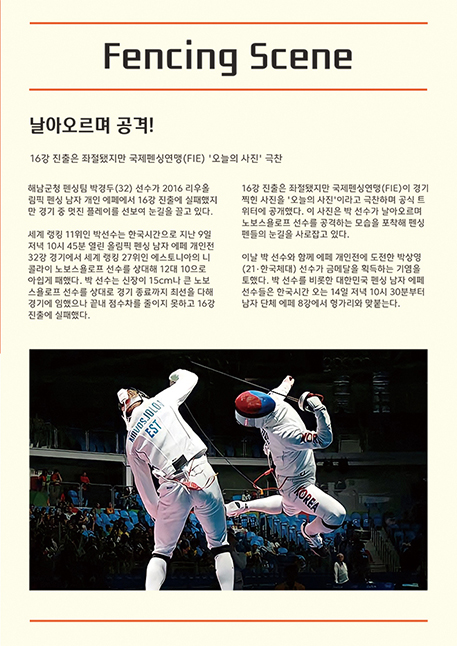 Fencing Scene
날아오르며 공격!
16강 진출은 좌절됐지만 국제펜싱연맹(FIE) '오늘의 사진' 극찬
해남군청 펜싱팀 박경두(32) 선수가 2016 리우올
림픽 펜싱 남자 개인 에페에서 16강 진출에 실패했지
만 경기 중 멋진 플레이를 선보여 눈길을 끌고 있다.
세계 랭킹 11위인 박선수는 한국시간으로 지난 9일
저녁 10시 45분 열린 올림픽 펜싱 남자 에페 개인전
32강 경기에서 세계 랭킹 27위인 에스토니아의 니
콜라이 노보스욜로프 선수를 상대해 12대 10으로
아쉽게 패했다. 박 선수는 신장이 15cm나 큰 노보
스욜로프 선수를 상대로 경기 종료까지 최선을 다해
경기에 임했으나 끝내 점수차를 줄이지 못하고 16강
진출에 실패했다.
16강 진출은 좌절됐지만 국제펜싱연맹(FIE)이 경기
찍힌 사진을 '오늘의 사진'이라고 극찬하며 공식 트
위터에 공개했다. 이 사진은 박 선수가 날아오르며
노보스욜로프 선수를 공격하는 모습을 포착해 펜싱
팬들의 눈길을 사로잡고 있다.
이날 박 선수와 함께 에페 개인전에 도전한 박상영
(21·한국체대) 선수가 금메달을 획득하는 기염을
토했다. 박 선수를 비롯한 대한민국 펜싱 남자 에페
선수들은 한국시간 오는 14일 저녁 10시 30분부터
남자 단체 에페 8강에서 헝가리와 맞붙는다.
NOVOSJOLOV
EST
KOR
KOREA